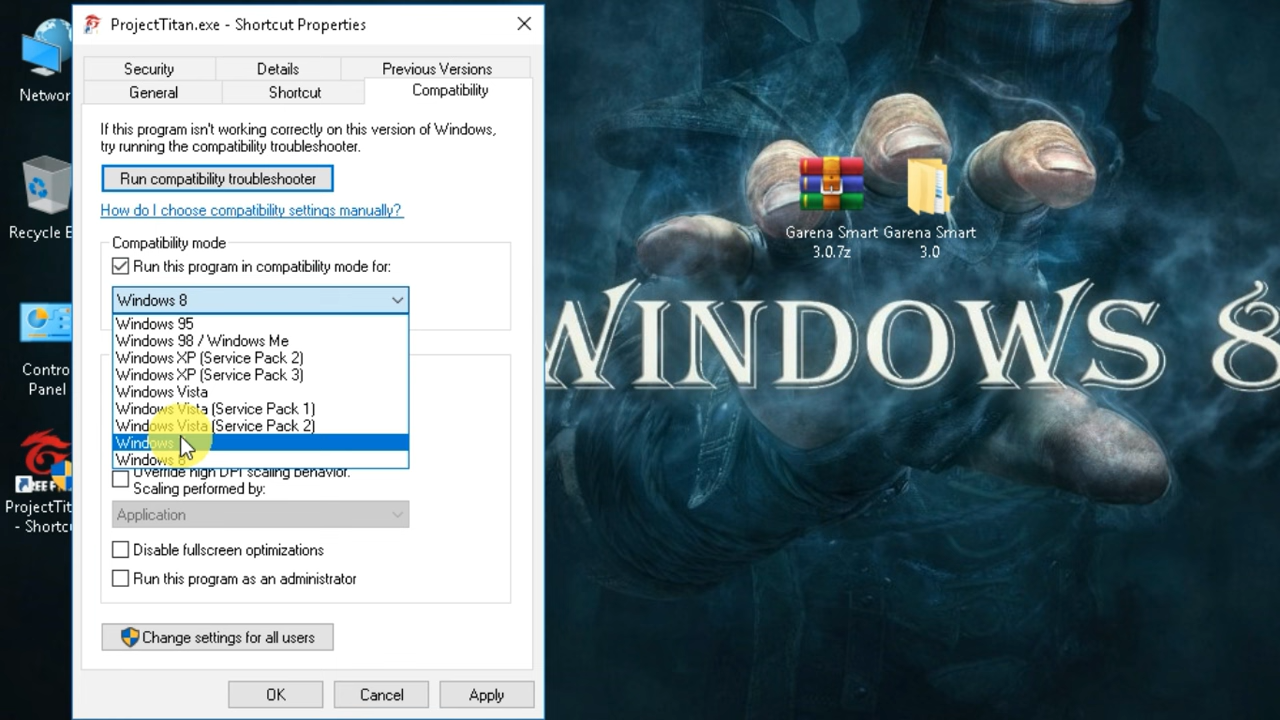 ProjectTitan.exe - Shortcut Properties
Security
Details
Previous Versions
General
Shortcut
Compatibility
If this program isn't working correctly on this version of Windows,
try running the compatibility troubleshooter.
Run compatibility troubleshooter
How do I choose compatibility settings manually?
Compatibility mode
Run this program in compatibility mode for:
Windows 8
Windows 95
Windows 98 / Windows Me
Windows XP (Service Pack 2)
Windows XP (Service Pack 3)
Windows Vista
Windows Vista (Service Pack 1)
Windows Vista (Service Pack 2)
Windows
Windows 8
Override high DPI scaling behavior.
Scaling performed by:
Application
Disable fullscreen optimizations
Run this program as an administrator
Change settings for all users
OK
Cancel
Apply
Networ
Recycle
Contro
Panel
ProjectTit
- Shortc
Garena Smart
3.0.7z
Garena Smart
3.0
WINDOWS 8